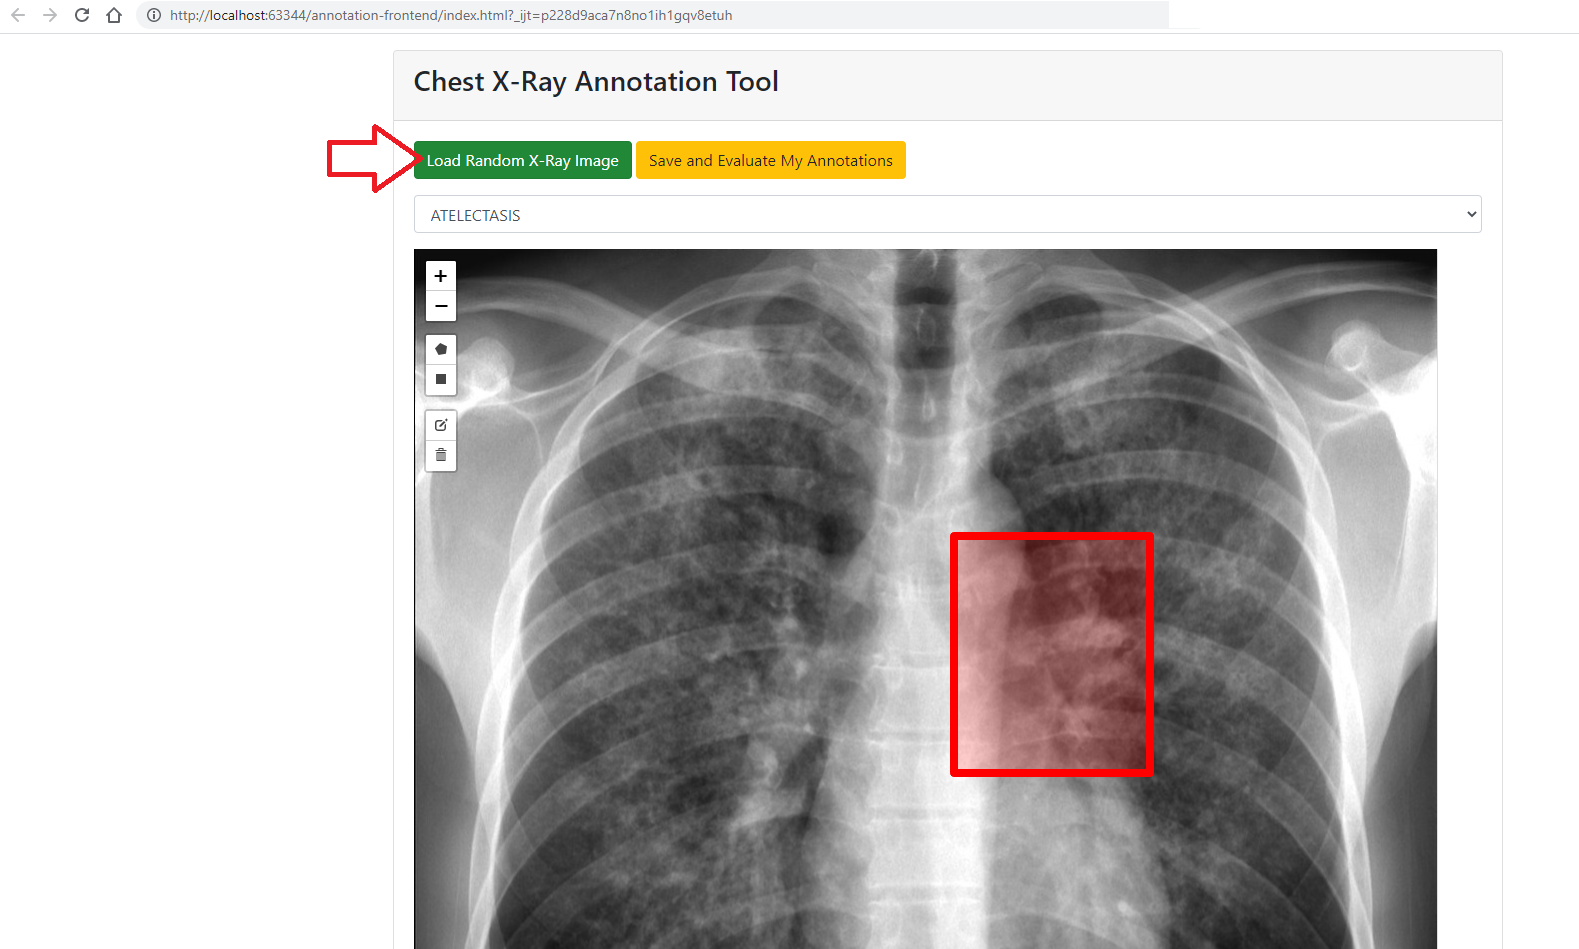 http://localhost:63344/annotation-frontend/index.html?_ijt=p228d9aca7n8no1ih1gqv8etuh
Chest X-Ray Annotation Tool
Load Random X-Ray Image Save and Evaluate My Annotations
ATELECTASIS
+
−